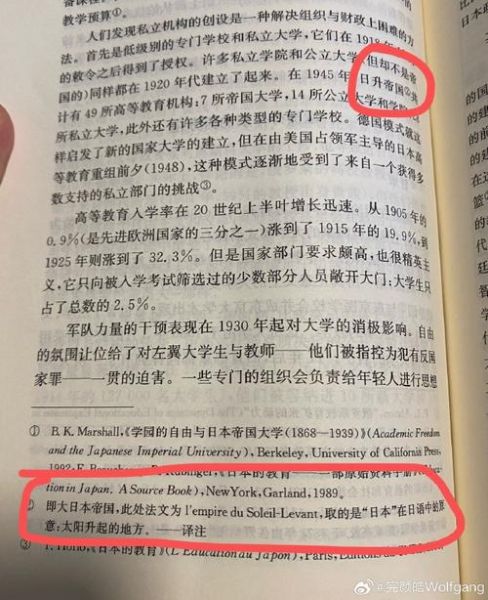 教学预算①。
人们发现私立机构的创设是一种解决组织与财政上困难的方
法。首先是低级别的专门学校和私立大学，它们在1918年
的敕令之后得到了授权。许多私立学院和公立大学（但却不是帝
国的）同样都在1920年代建立了起来。在1945年，日升帝国②共
计有49所高等教育机构：7所帝国大学，14所公立大学和
所私立大学，此外还有许多各种类型的专门学校。德国模式就这
样启发了新的国家大学的建立，但在由美国占领军主导的日本高
等教育重组前夕（1948），这种模式逐渐地受到了来自一个获得多
数支持的私立部门的挑战③。
高等教育入学率在20世纪上半叶增长迅速。从1905年的
0.9%（是先进欧洲国家的三分之一）涨到了1915年的19.9%，到
1925年则涨到了32.3%。但是国家部门要求颇高，也很精英主
义，它只向被入学考试筛选过的少数部分人员敞开大门：大学生只
占了总数的2.5%。
军队力量的干预表现在1930年起对大学的消极影响。自由
的氛围让位给了对左翼大学生与教师——他们被指控为犯有反国
家罪——一贯的迫害。一些专门的组织会负责给年轻人进行思想
① B. K. Marshall，《学园的自由与日本帝国大学（1868—1939）》（Academic Freedom
and the Japanese Imperial University），Berkeley，University of California Press，
1992；《日本的教育》——一部原始资料手册
tion in Japan. A Source Book），New York，Garland，1989。
② 即大日本帝国，此处法文为l'empire du Soleil-Levant，取的是“日本”在日语中的原
意：太阳升起的地方。——译注
③ 《日本的教育》（L'Education au Japon），Paris，
@完颜皓Wolfgang